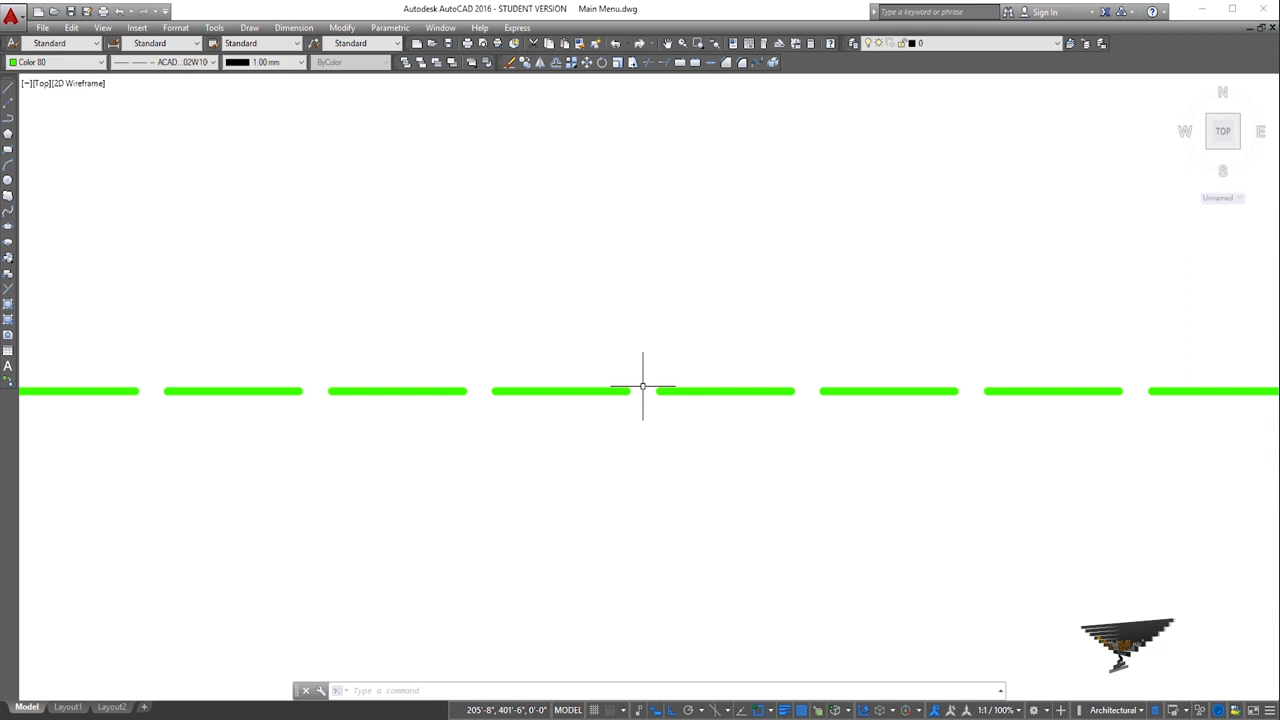 Autodesk AutoCAD 2016 - STUDENT VERSION Main Menu.dwg
Type a keyword or phrase
Sign In
File Edit View Insert Format Tools Draw Dimension Modify Parametric Window Help Express
Standard Standard Standard Standard 0
Color 80 ACAD...02W10 1.00 mm ByColor
[−][Top][2D Wireframe]
N
W TOP E
S
Unnamed
Type a command
Model Layout1 Layout2 +
205'-8", 401'-6", 0'-0" MODEL 1:1 / 100% Architectural